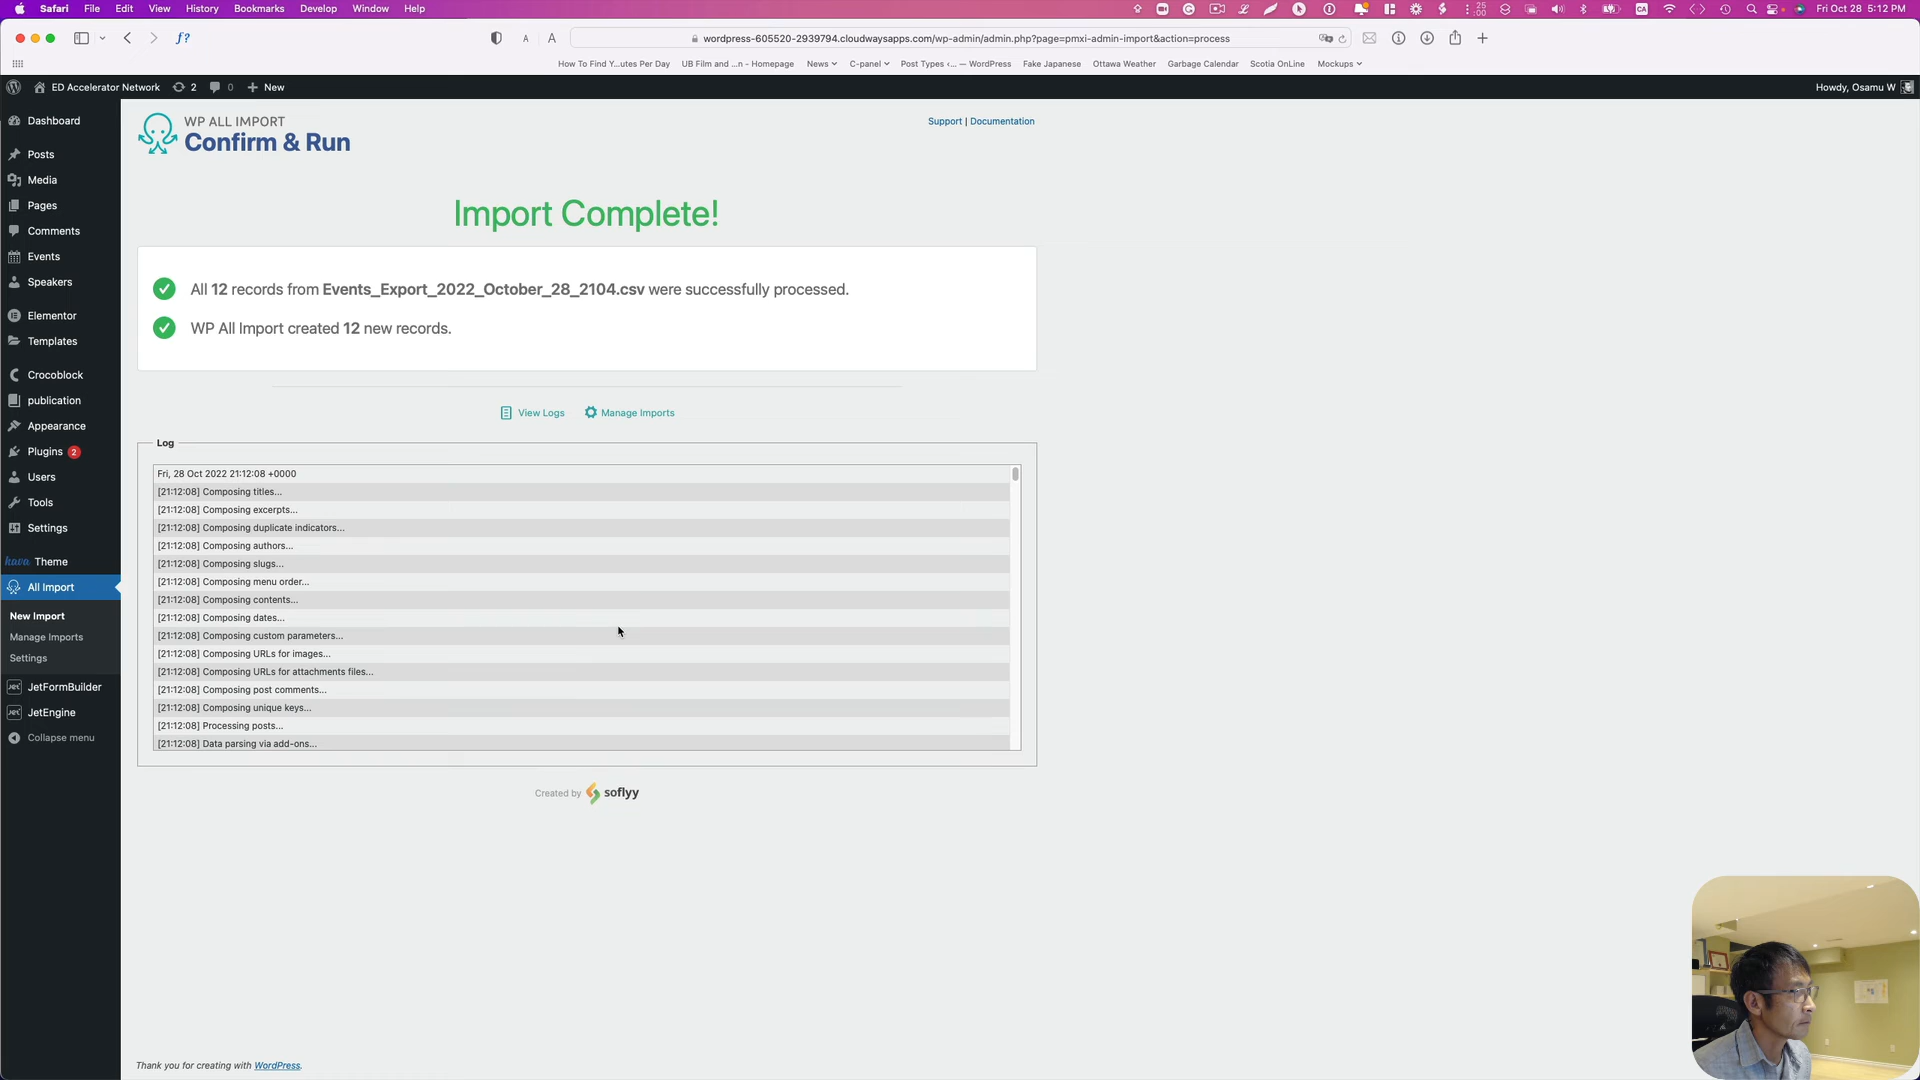 Safari File Edit View History Bookmarks Develop Window Help
25
00
CA
Fri Oct 28 5:12 PM
f?
A A
wordpress-605520-2939794.cloudwaysapps.com/wp-admin/admin.php?page=pmxi-admin-import&action=process
How To Find Y...utes Per Day UB Film and ...n - Homepage News C-panel Post Types ‹... — WordPress Fake Japanese Ottawa Weather Garbage Calendar Scotia OnLine Mockups
ED Accelerator Network 2 0 + New
Howdy, Osamu W
Dashboard
Posts
Media
Pages
Comments
Events
Speakers
Elementor
Templates
Crocoblock
publication
Appearance
Plugins 2
Users
Tools
Settings
kava Theme
All Import
New Import
Manage Imports
Settings
JetFormBuilder
JetEngine
Collapse menu
WP ALL IMPORT
Confirm & Run
Support | Documentation
Import Complete!
All 12 records from Events_Export_2022_October_28_2104.csv were successfully processed.
WP All Import created 12 new records.
View Logs Manage Imports
Log
Fri, 28 Oct 2022 21:12:08 +0000
[21:12:08] Composing titles...
[21:12:08] Composing excerpts...
[21:12:08] Composing duplicate indicators...
[21:12:08] Composing authors...
[21:12:08] Composing slugs...
[21:12:08] Composing menu order...
[21:12:08] Composing contents...
[21:12:08] Composing dates...
[21:12:08] Composing custom parameters...
[21:12:08] Composing URLs for images...
[21:12:08] Composing URLs for attachments files...
[21:12:08] Composing post comments...
[21:12:08] Composing unique keys...
[21:12:08] Processing posts...
[21:12:08] Data parsing via add-ons...
Created by soflyy
Thank you for creating with WordPress.